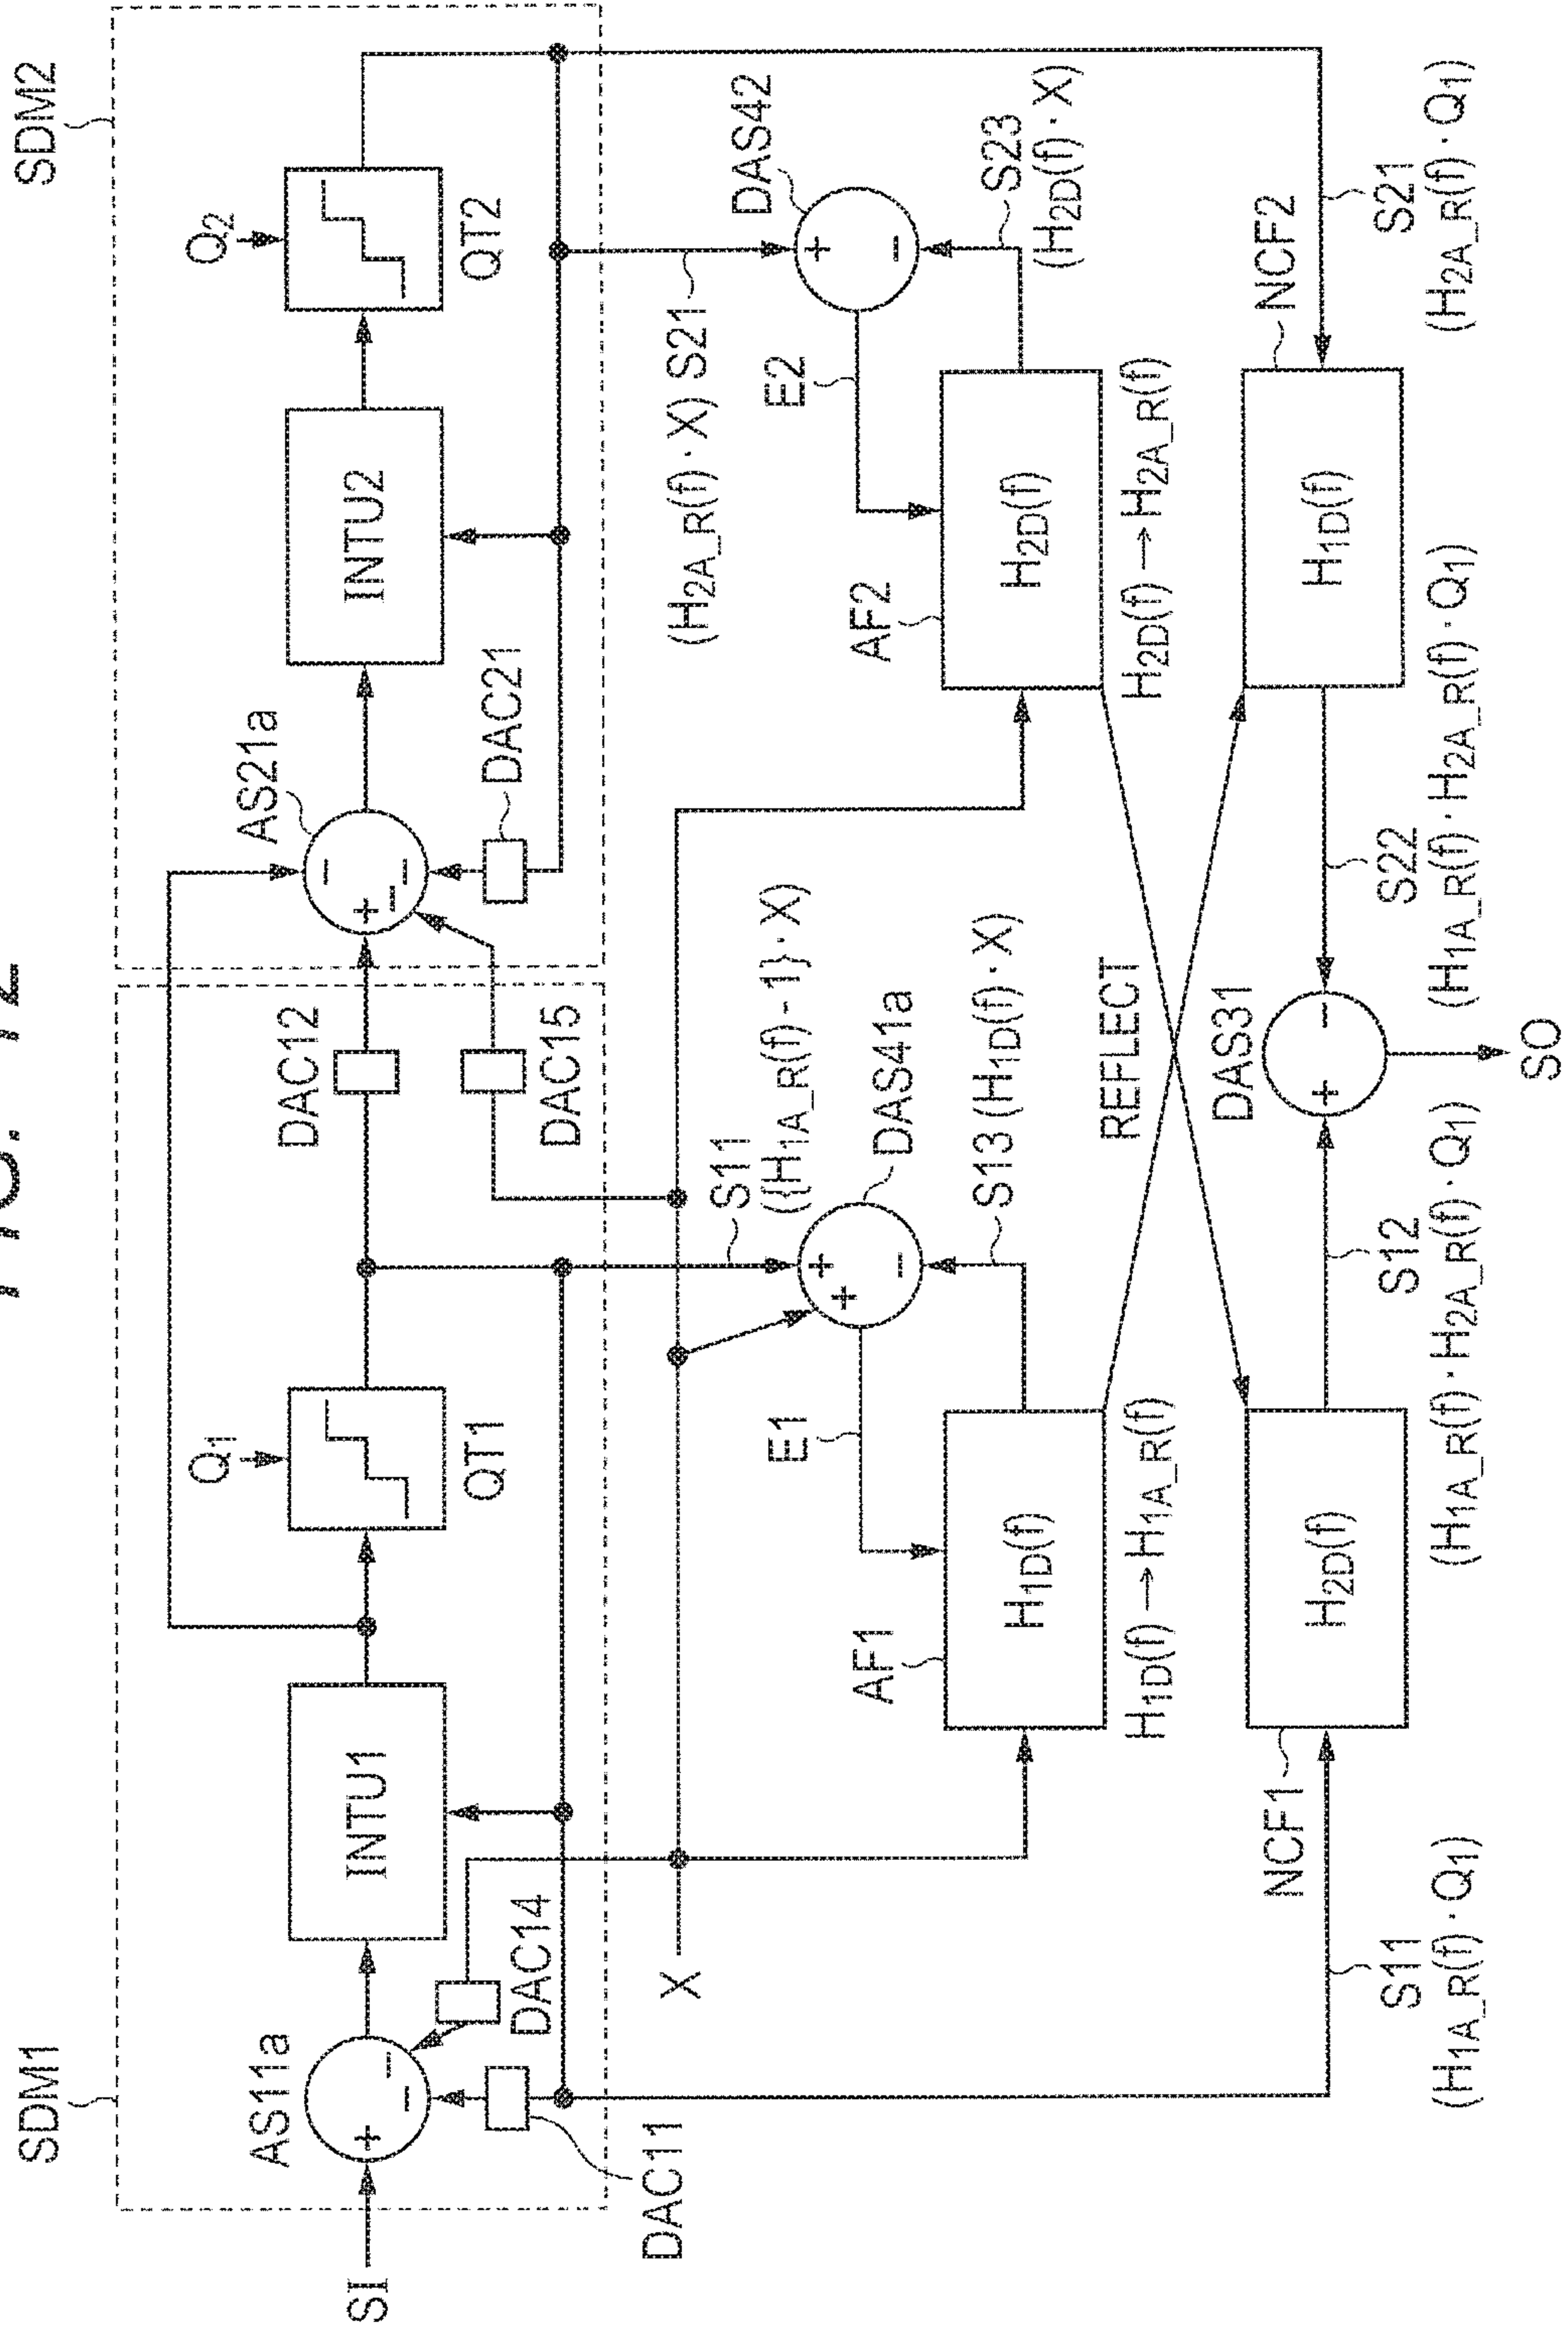 FIG. 12
SDM1
SDM2
SI
AS11a
INTU1
Q1
QT1
DAC11
DAC14
DAC12
DAC15
AS21a
DAC21
INTU2
Q2
QT2
X
S11
({H1A_R(f) - 1} · X)
DAS41a
S13 (H1D(f) · X)
E1
AF1
H1D(f)
H1D(f) → H1A_R(f)
(H2A_R(f) · X) S21
DAS42
S23
(H2D(f) · X)
E2
AF2
H2D(f)
H2D(f) → H2A_R(f)
REFLECT
NCF1
H2D(f)
S11
(H1A_R(f) · Q1)
S12
(H1A_R(f) · H2A_R(f) · Q1)
DAS31
SO
S22
(H1A_R(f) · H2A_R(f) · Q1)
NCF2
H1D(f)
S21
(H2A_R(f) · Q1)